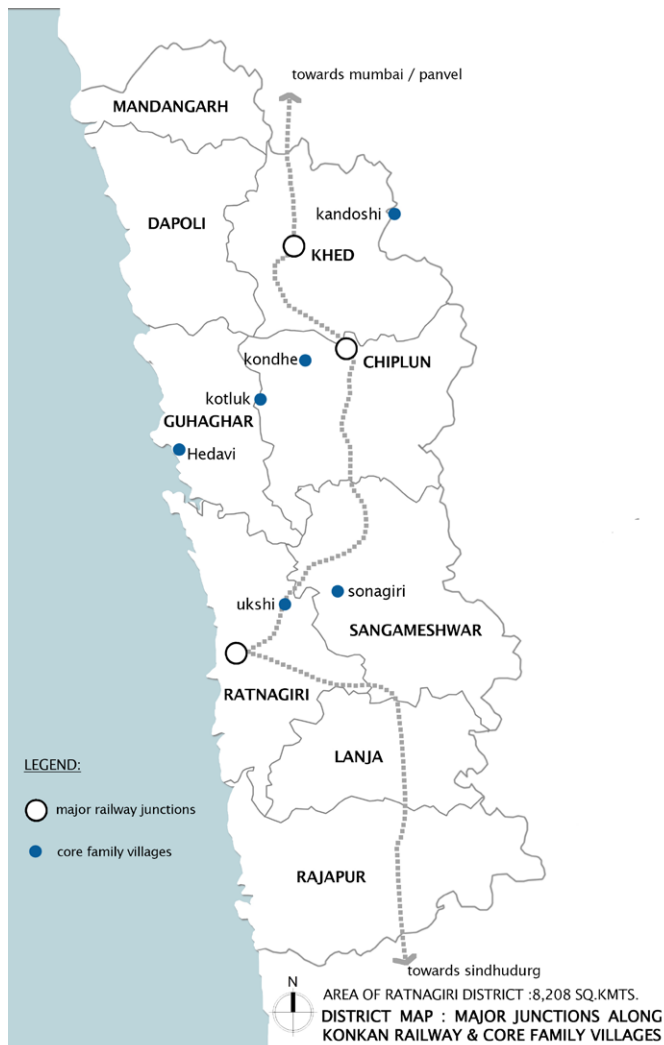 towards mumbai / panvel
MANDANGARH
kandoshi
DAPOLI
KHED
kondhe
CHIPLUN
kotluk
GUHAGHAR
Hedavi
sonagiri
ukshi
SANGAMESHWAR
RATNAGIRI
LANJA
LEGEND:
major railway junctions
core family villages
RAJAPUR
towards sindhudurg
N
AREA OF RATNAGIRI DISTRICT :8,208 SQ.KMTS.
DISTRICT MAP : MAJOR JUNCTIONS ALONG
KONKAN RAILWAY & CORE FAMILY VILLAGES